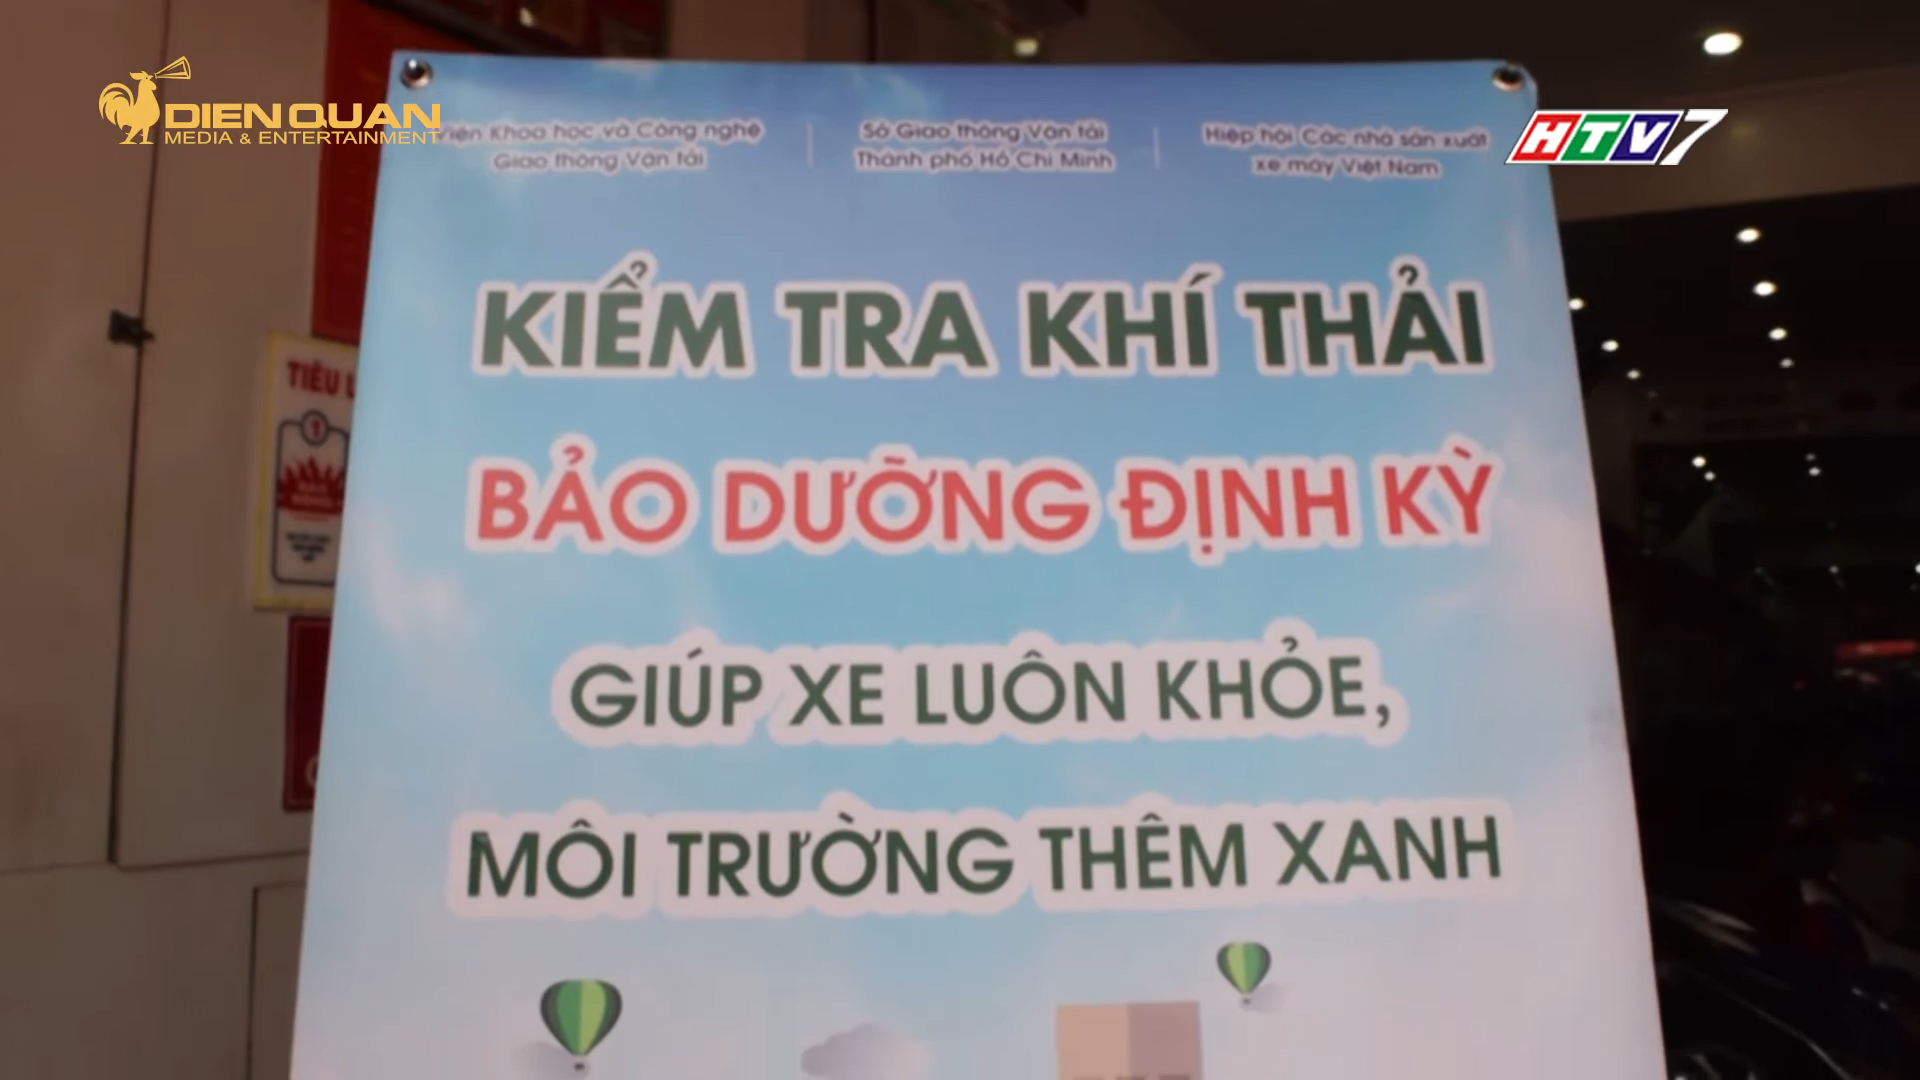 DIEN QUAN
MEDIA & ENTERTAINMENT
HTV7
Viện Khoa học và Công nghệ
Giao thông Vận tải
Sở Giao thông Vận tải
Thành phố Hồ Chí Minh
Hiệp hội Các nhà sản xuất
xe máy Việt Nam
KIỂM TRA KHÍ THẢI
BẢO DƯỠNG ĐỊNH KỲ
GIÚP XE LUÔN KHỎE,
MÔI TRƯỜNG THÊM XANH
TIÊU
1